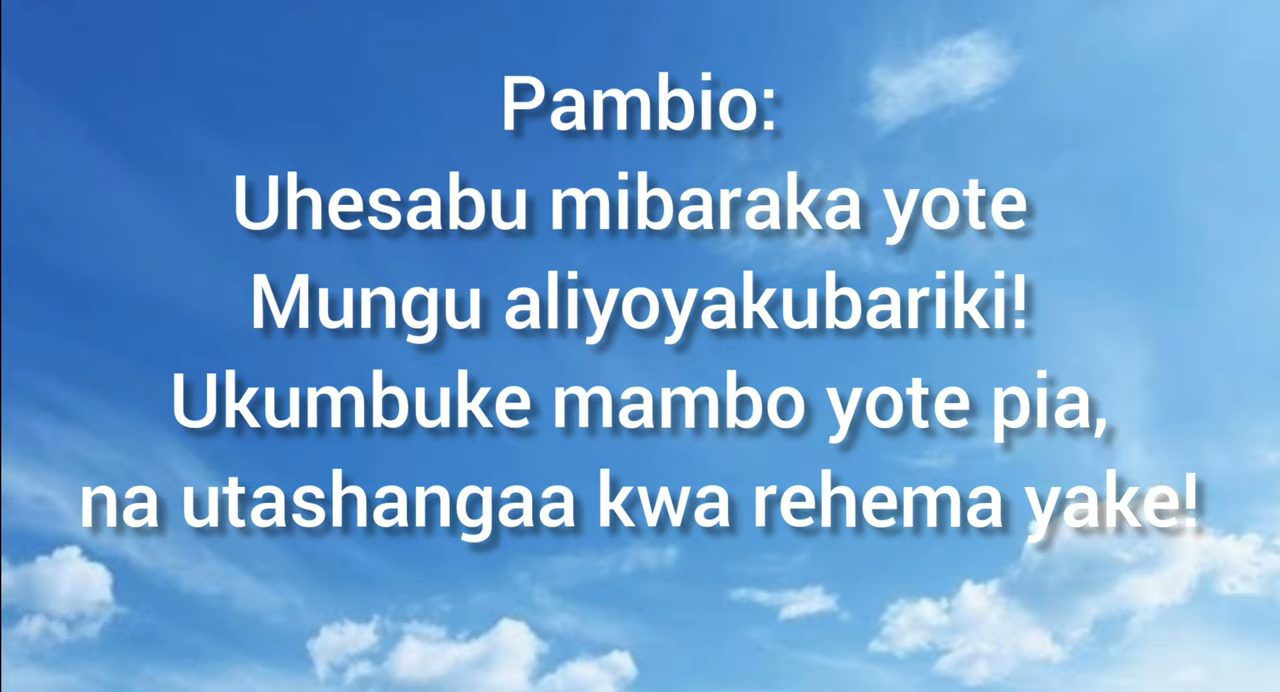 Pambio:
Uhesabu mibaraka yote
Mungu aliyoyakubariki!
Ukumbuke mambo yote pia,
na utashangaa kwa rehema yake!